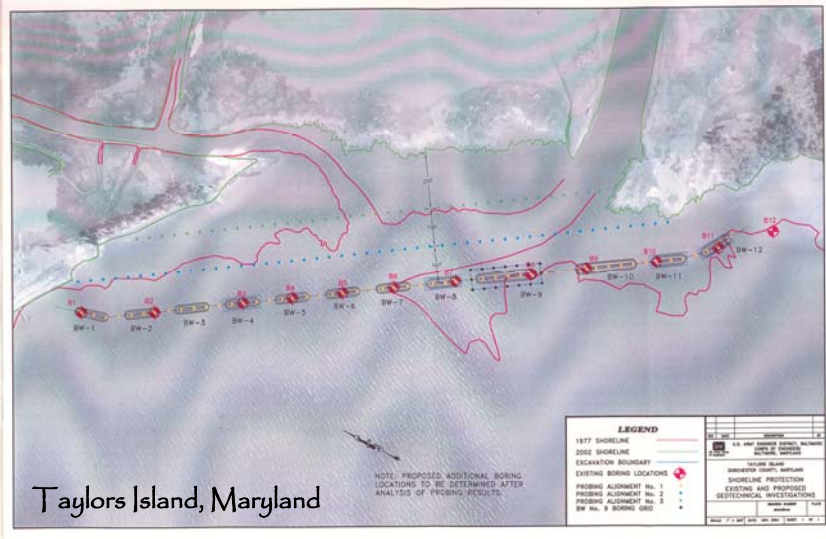 B1
B2
B3
B4
B5
B6
B7
B9
B10
B11
B12
BW-1
BW-2
BW-3
BW-4
BW-5
BW-6
BW-7
BW-8
BW-9
BW-10
BW-11
BW-12
NOTE: PROPOSED ADDITIONAL BORING
LOCATIONS TO BE DETERMINED AFTER
ANALYSIS OF PROBING RESULTS.
Taylors Island, Maryland
LEGEND
1977 SHORELINE
2002 SHORELINE
EXCAVATION BOUNDARY
EXISTING BORING LOCATIONS
PROBING ALIGNMENT No. 1
PROBING ALIGNMENT No. 2
PROBING ALIGNMENT No. 3
BW No. 9 BORING GRID
U.S. ARMY ENGINEER DISTRICT, BALTIMORE
CORPS OF ENGINEERS
BALTIMORE, MARYLAND
TAYLORS ISLAND
DORCHESTER COUNTY, MARYLAND
SHORELINE PROTECTION
EXISTING AND PROPOSED
GEOTECHNICAL INVESTIGATIONS